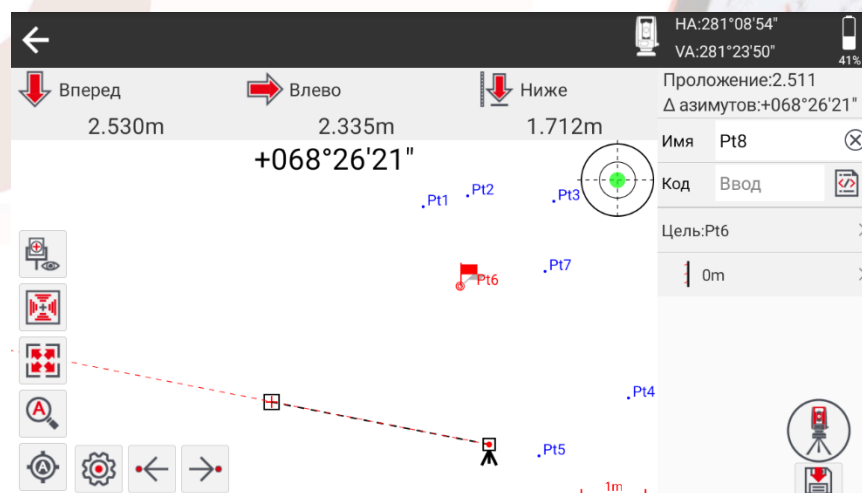 HA:281°08'54"
VA:281°23'50"
41%
Вперед
Влево
Ниже
2.530m
2.335m
1.712m
Проложение:2.511
Δ азимутов:+068°26'21"
+068°26'21"
Имя
Pt8
Код
Ввод
Цель:Pt6
0m
Pt1
Pt2
Pt3
Pt6
Pt7
Pt4
Pt5
1m
A
A